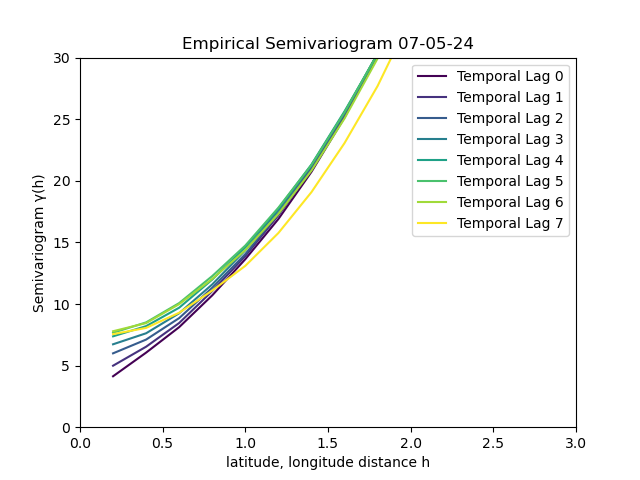 Empirical Semivariogram 07-05-24
Semivariogram γ(h)
30
25
20
15
10
5
0
0.0 0.5 1.0 1.5 2.0 2.5 3.0
latitude, longitude distance h
Temporal Lag 0
Temporal Lag 1
Temporal Lag 2
Temporal Lag 3
Temporal Lag 4
Temporal Lag 5
Temporal Lag 6
Temporal Lag 7